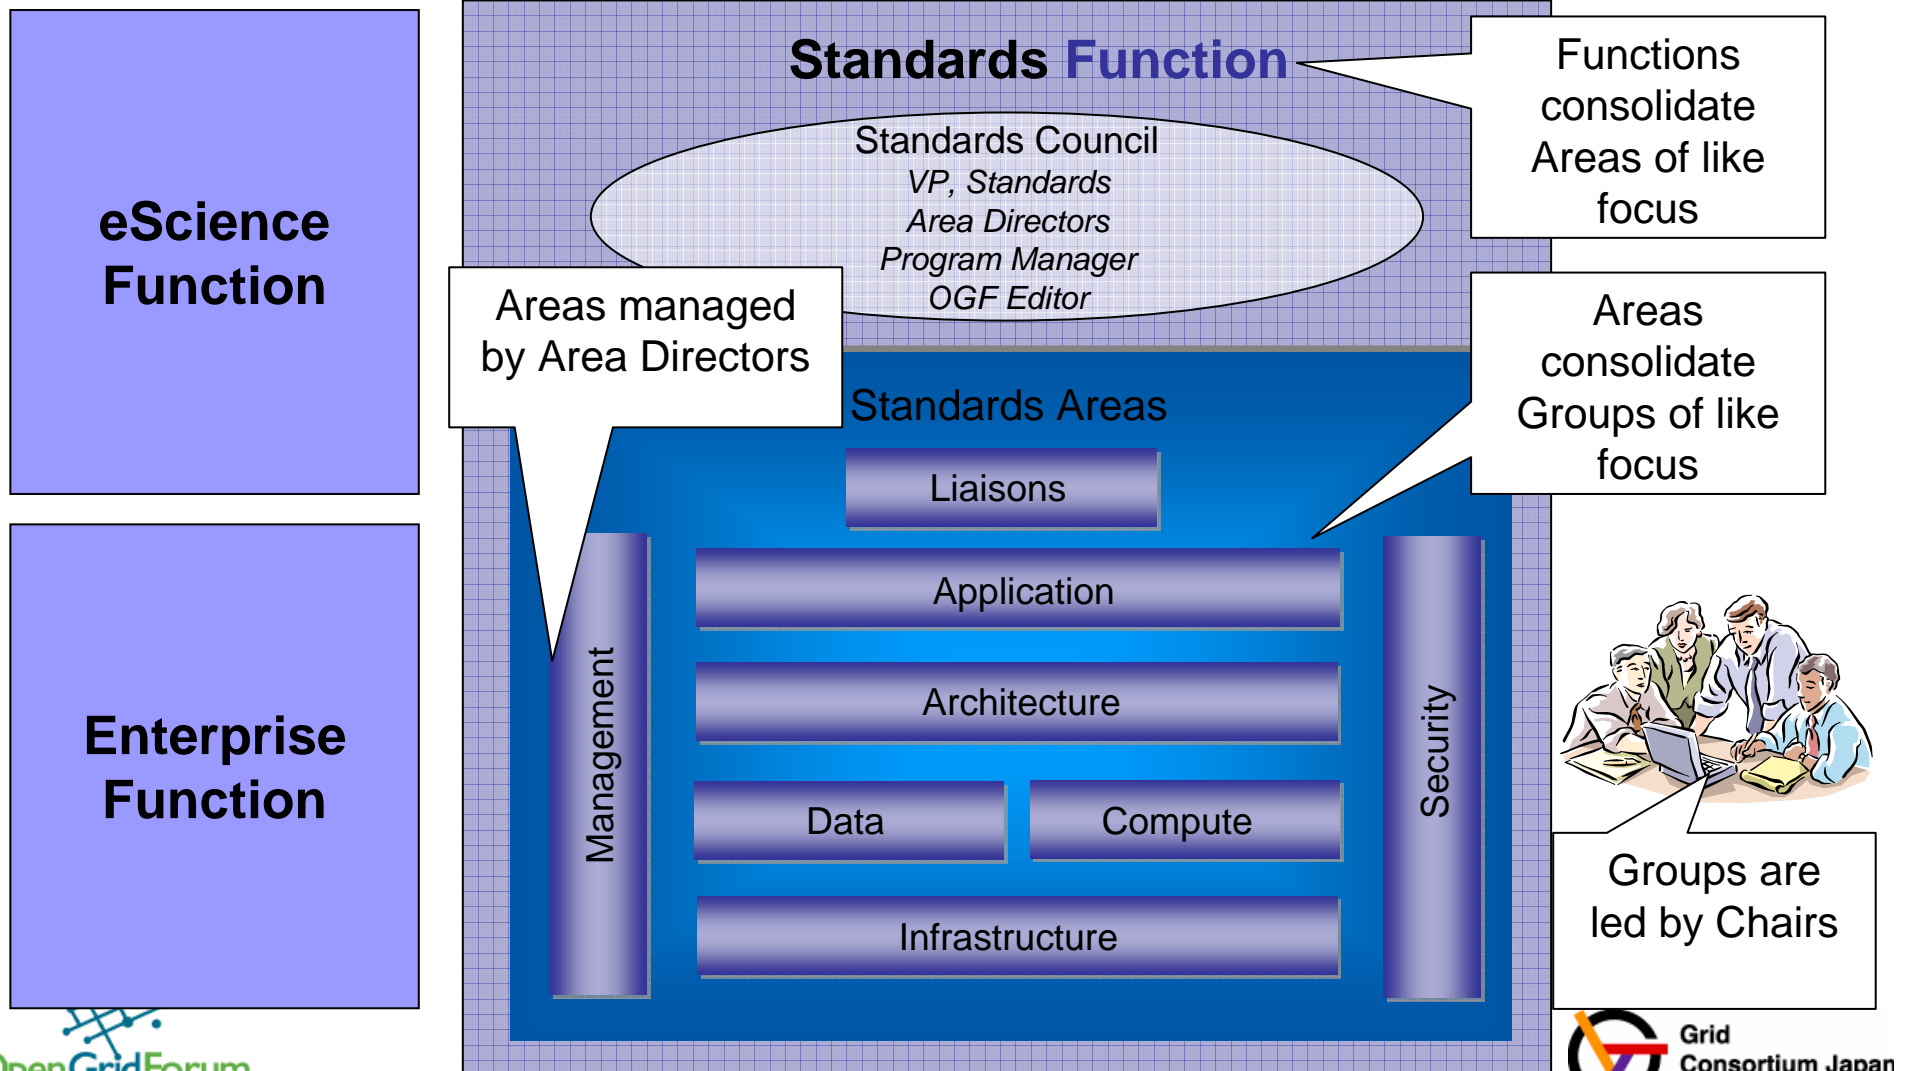 eScience
Function
Enterprise
Function
Standards Function
Standards Council
VP, Standards
Area Directors
Program Manager
OGF Editor
Functions
consolidate
Areas of like
focus
Areas managed
by Area Directors
Areas
consolidate
Groups of like
focus
Standards Areas
Liaisons
Application
Architecture
Data
Compute
Infrastructure
Management
Security
Groups are
led by Chairs
OpenGridForum
Grid
Consortium Japan